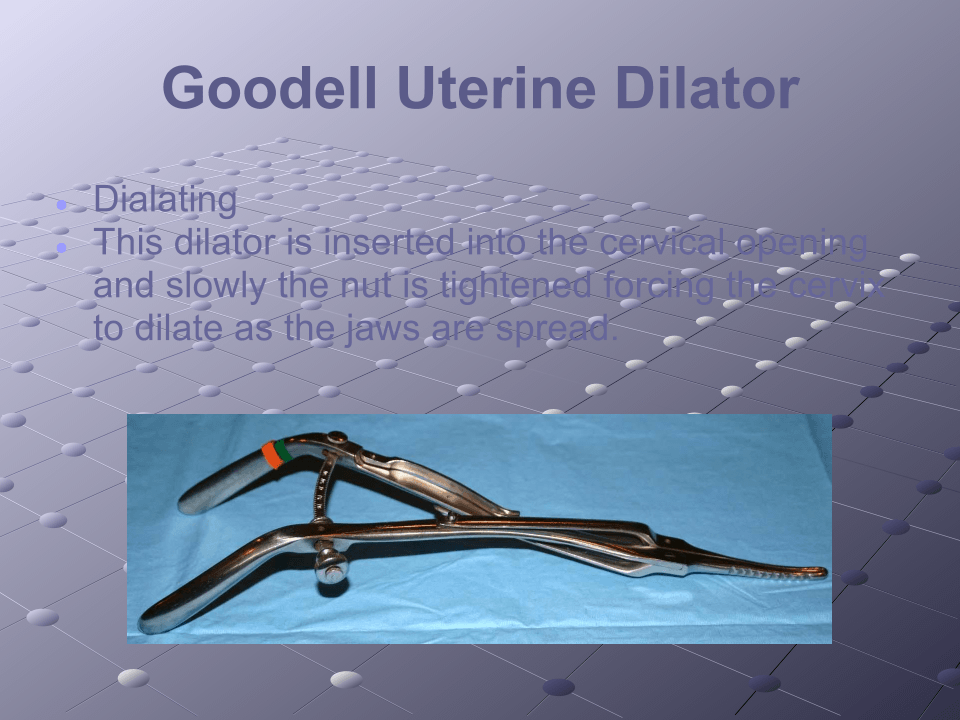 Goodell Uterine Dilator
Dialating
This dilator is inserted into the cervical opening
and slowly the nut is tightened forcing the cervix
to dilate as the jaws are spread.